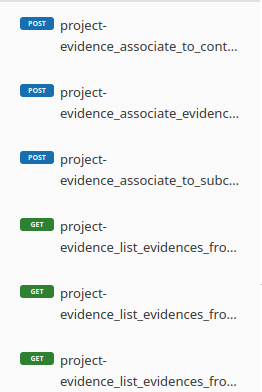 POST project-
evidence_associate_to_cont...
POST project-
evidence_associate_evidenc...
POST project-
evidence_associate_to_subc...
GET project-
evidence_list_evidences_fro...
GET project-
evidence_list_evidences_fro...
GET project-
evidence_list_evidences_fro...